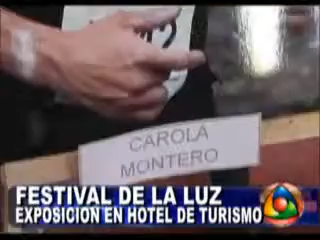 CAROLA
MONTERO
FESTIVAL DE LA LUZ
EXPOSICION EN HOTEL DE TURISMO